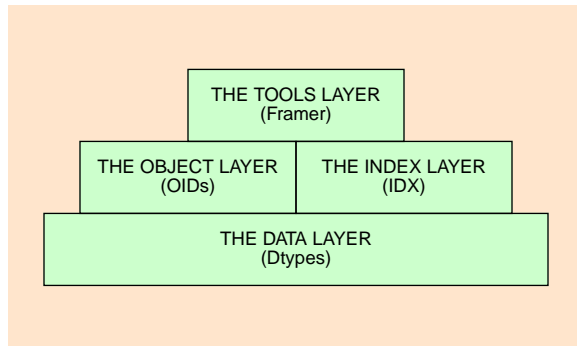 THE TOOLS LAYER
(Framer)
THE OBJECT LAYER
(OIDs)
THE INDEX LAYER
(IDX)
THE DATA LAYER
(Dtypes)